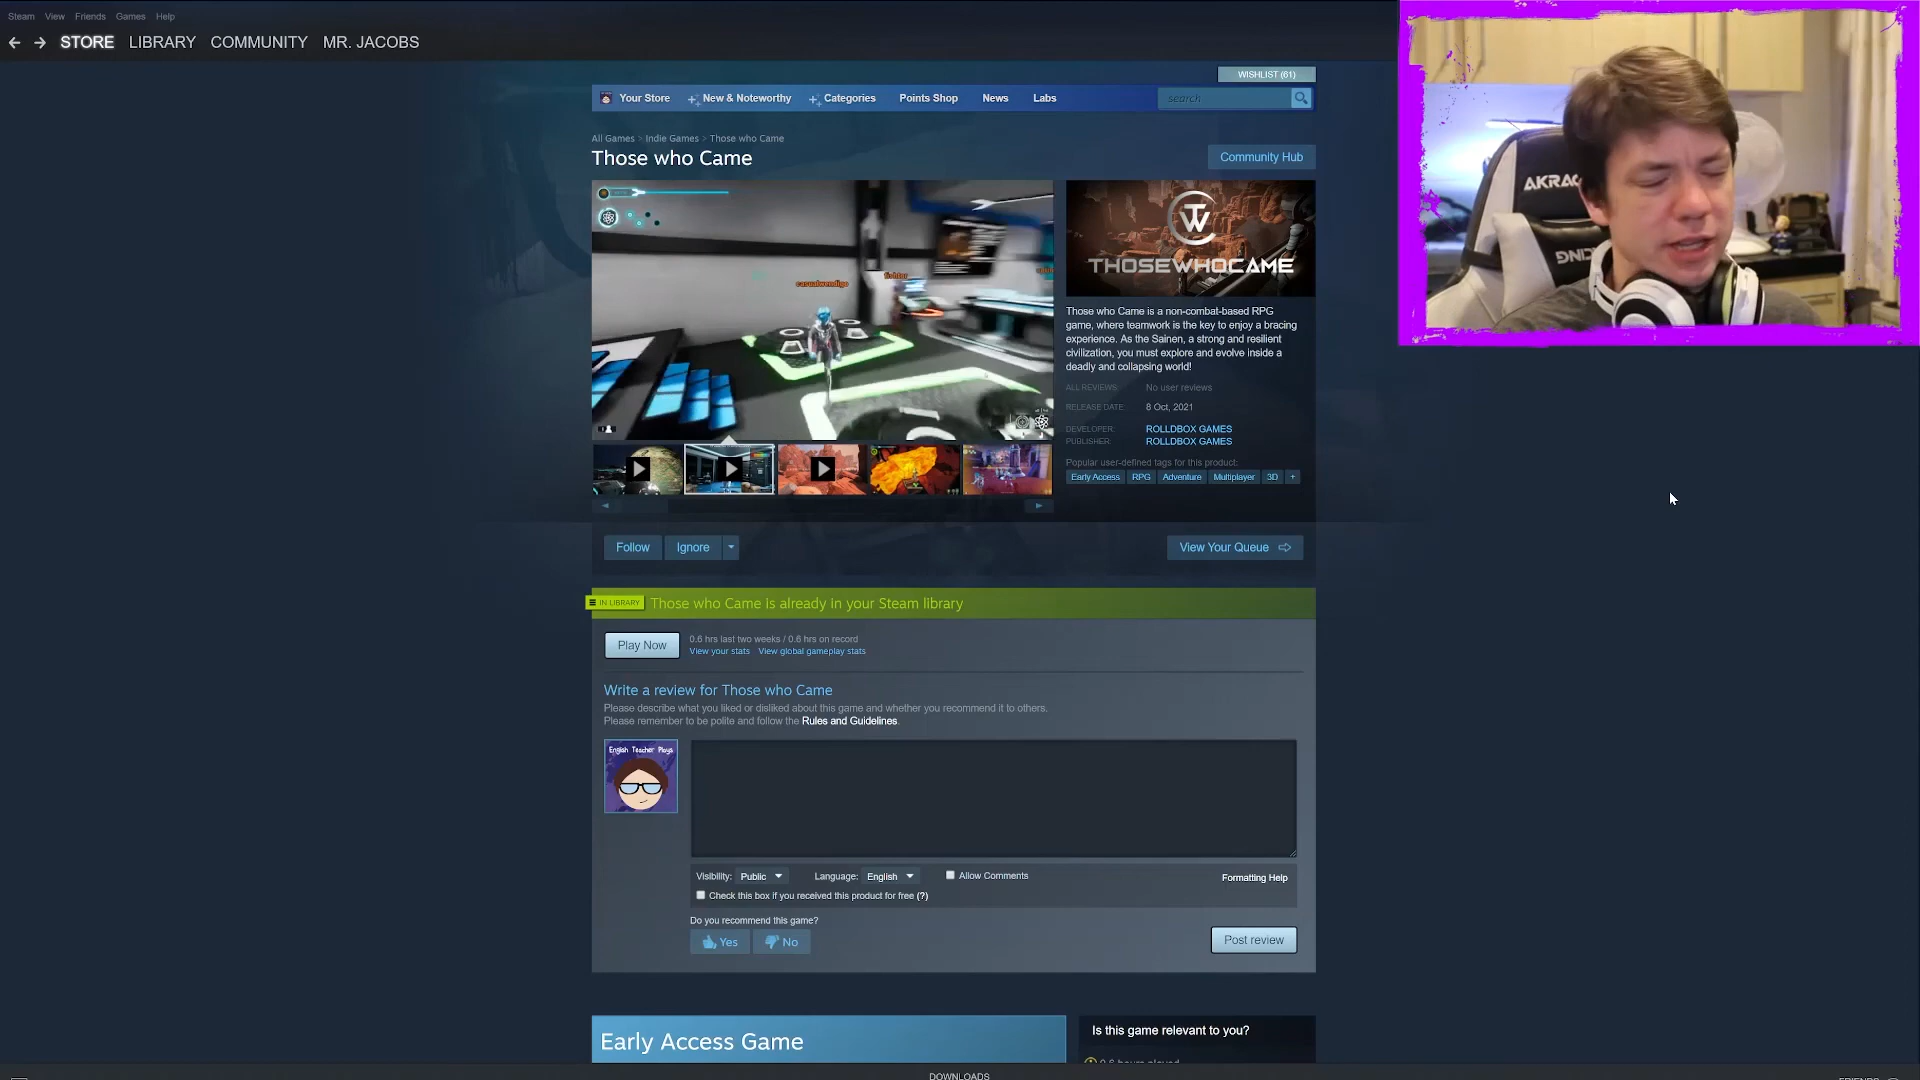 Steam View Friends Games Help
STORE LIBRARY COMMUNITY MR. JACOBS
WISHLIST (61)
Your Store New & Noteworthy Categories Points Shop News Labs search
All Games > Indie Games > Those who Came
Those who Came
Community Hub
casualwendigo
fishtor
THOSEWHOCAME
Those who Came is a non-combat-based RPG
game, where teamwork is the key to enjoy a bracing
experience. As the Sainen, a strong and resilient
civilization, you must explore and evolve inside a
deadly and collapsing world!
ALL REVIEWS: No user reviews
RELEASE DATE: 8 Oct, 2021
DEVELOPER: ROLLDBOX GAMES
PUBLISHER: ROLLDBOX GAMES
Popular user-defined tags for this product:
Early Access RPG Adventure Multiplayer 3D +
Follow Ignore
View Your Queue
IN LIBRARY Those who Came is already in your Steam library
Play Now
0.6 hrs last two weeks / 0.6 hrs on record
View your stats View global gameplay stats
Write a review for Those who Came
Please describe what you liked or disliked about this game and whether you recommend it to others.
Please remember to be polite and follow the Rules and Guidelines.
English Teacher Plays
Visibility: Public Language: English Allow Comments Formatting Help
Check this box if you received this product for free (?)
Do you recommend this game?
Yes No
Post review
Early Access Game
Is this game relevant to you?
DOWNLOADS